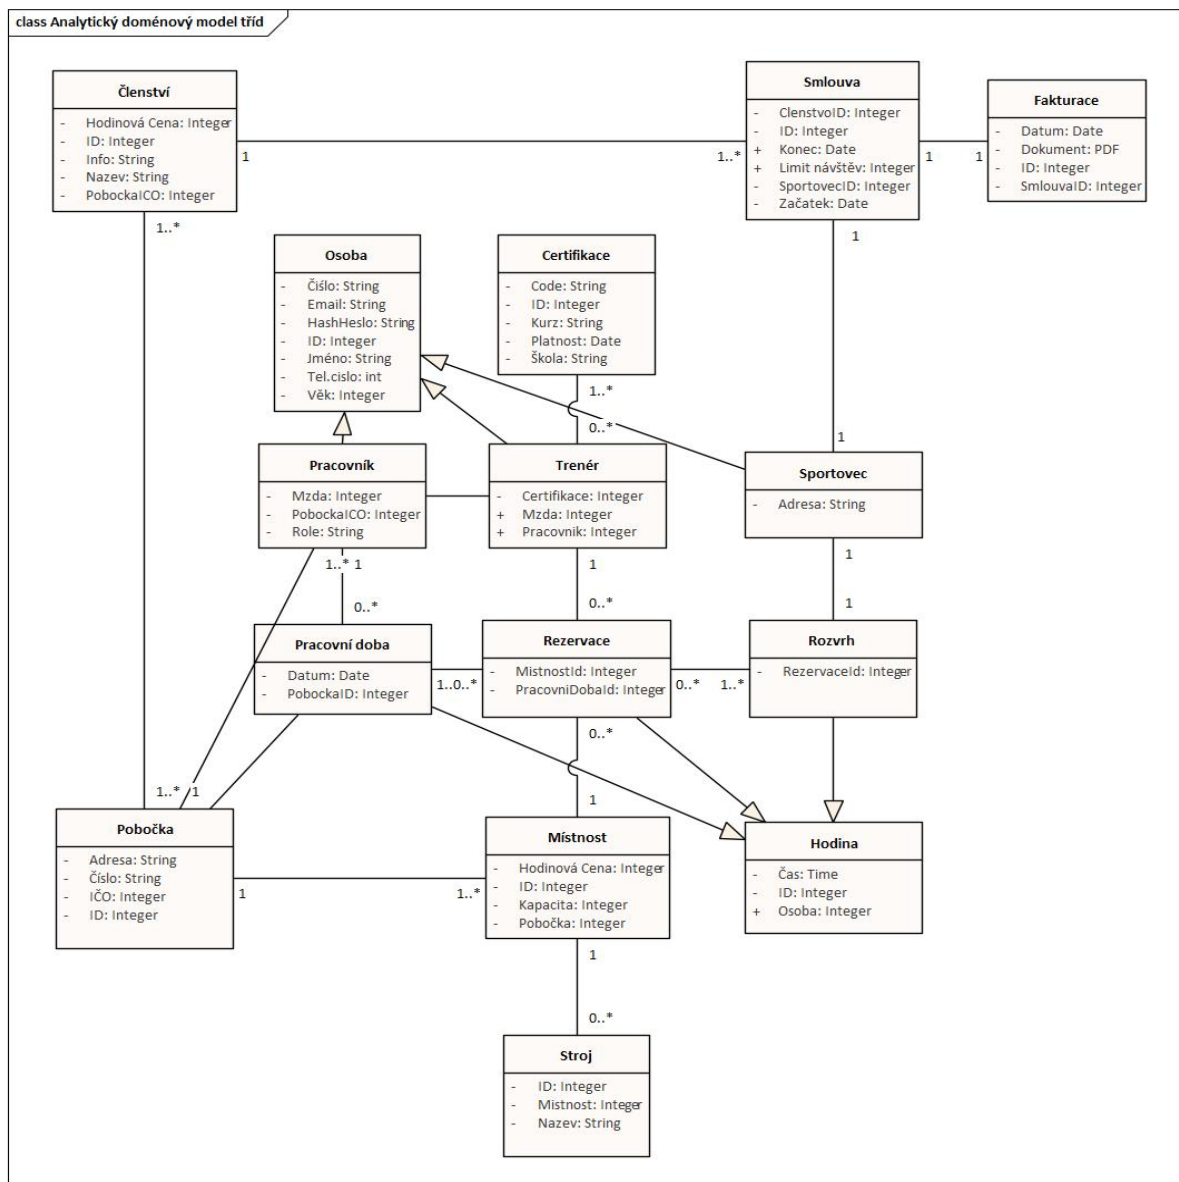 class Analytický doménový model tříd
Členství
- Hodinová Cena: Integer
- ID: Integer
- Info: String
- Nazev: String
- PobockaICO: Integer
1
1..*
Smlouva
- ClenstvoID: Integer
- ID: Integer
+ Konec: Date
+ Limit návštěv: Integer
- SportovecID: Integer
- Začatek: Date
1
1
Fakturace
- Datum: Date
- Dokument: PDF
- ID: Integer
- SmlouvaID: Integer
1..*
1
Osoba
- Čiślo: String
- Email: String
- HashHeslo: String
- ID: Integer
- Jméno: String
- Tel.cislo: int
- Věk: Integer
Certifikace
- Code: String
- ID: Integer
- Kurz: String
- Platnost: Date
- Škola: String
1..*
0..*
1
Pracovník
- Mzda: Integer
- PobockaICO: Integer
- Role: String
Trenér
- Certifikace: Integer
+ Mzda: Integer
+ Pracovnik: Integer
Sportovec
- Adresa: String
1..* 1
0..*
1
0..*
1
1
Pracovní doba
- Datum: Date
- PobockaID: Integer
1..0..*
Rezervace
- MistnostId: Integer
- PracovniDobaId: Integer
0..*
1..*
Rozvrh
- RezervaceId: Integer
0..*
1
1..*
1
Pobočka
- Adresa: String
- Číslo: String
- IČO: Integer
- ID: Integer
1
1..*
Místnost
- Hodinová Cena: Integer
- ID: Integer
- Kapacita: Integer
- Pobočka: Integer
Hodina
- Čas: Time
- ID: Integer
+ Osoba: Integer
1
0..*
Stroj
- ID: Integer
- Mistnost: Integer
- Nazev: String